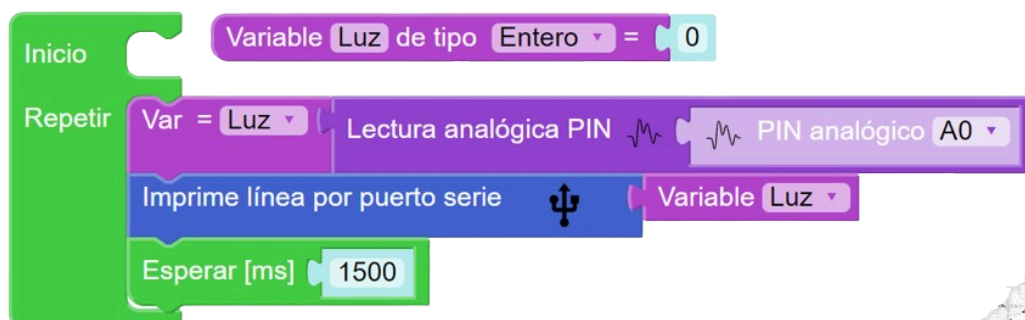 Variable Luz de tipo Entero = 0
Inicio
Repetir Var = Luz Lectura analógica PIN PIN analógico A0
Imprime línea por puerto serie Variable Luz
Esperar [ms] 1500